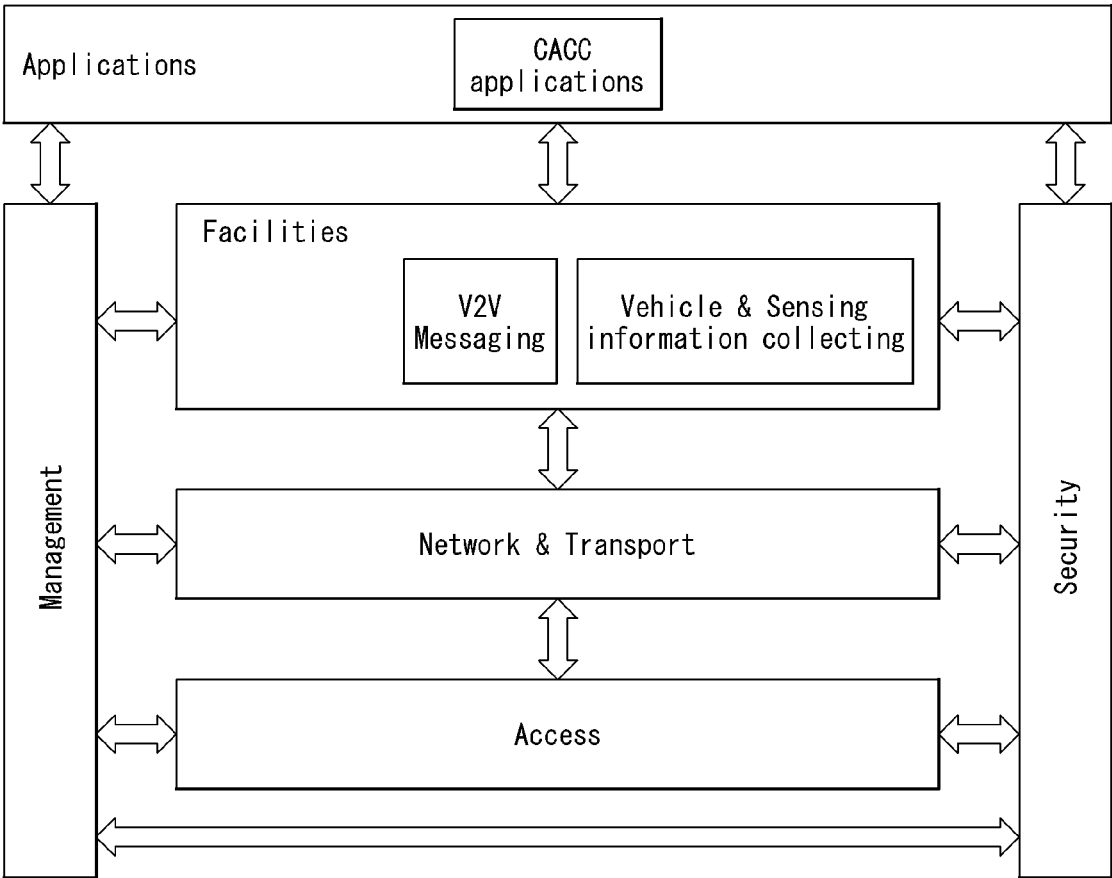 Applications
CACC
applications
Facilities
V2V
Messaging
Vehicle & Sensing
information collecting
Management
Network & Transport
Security
Access